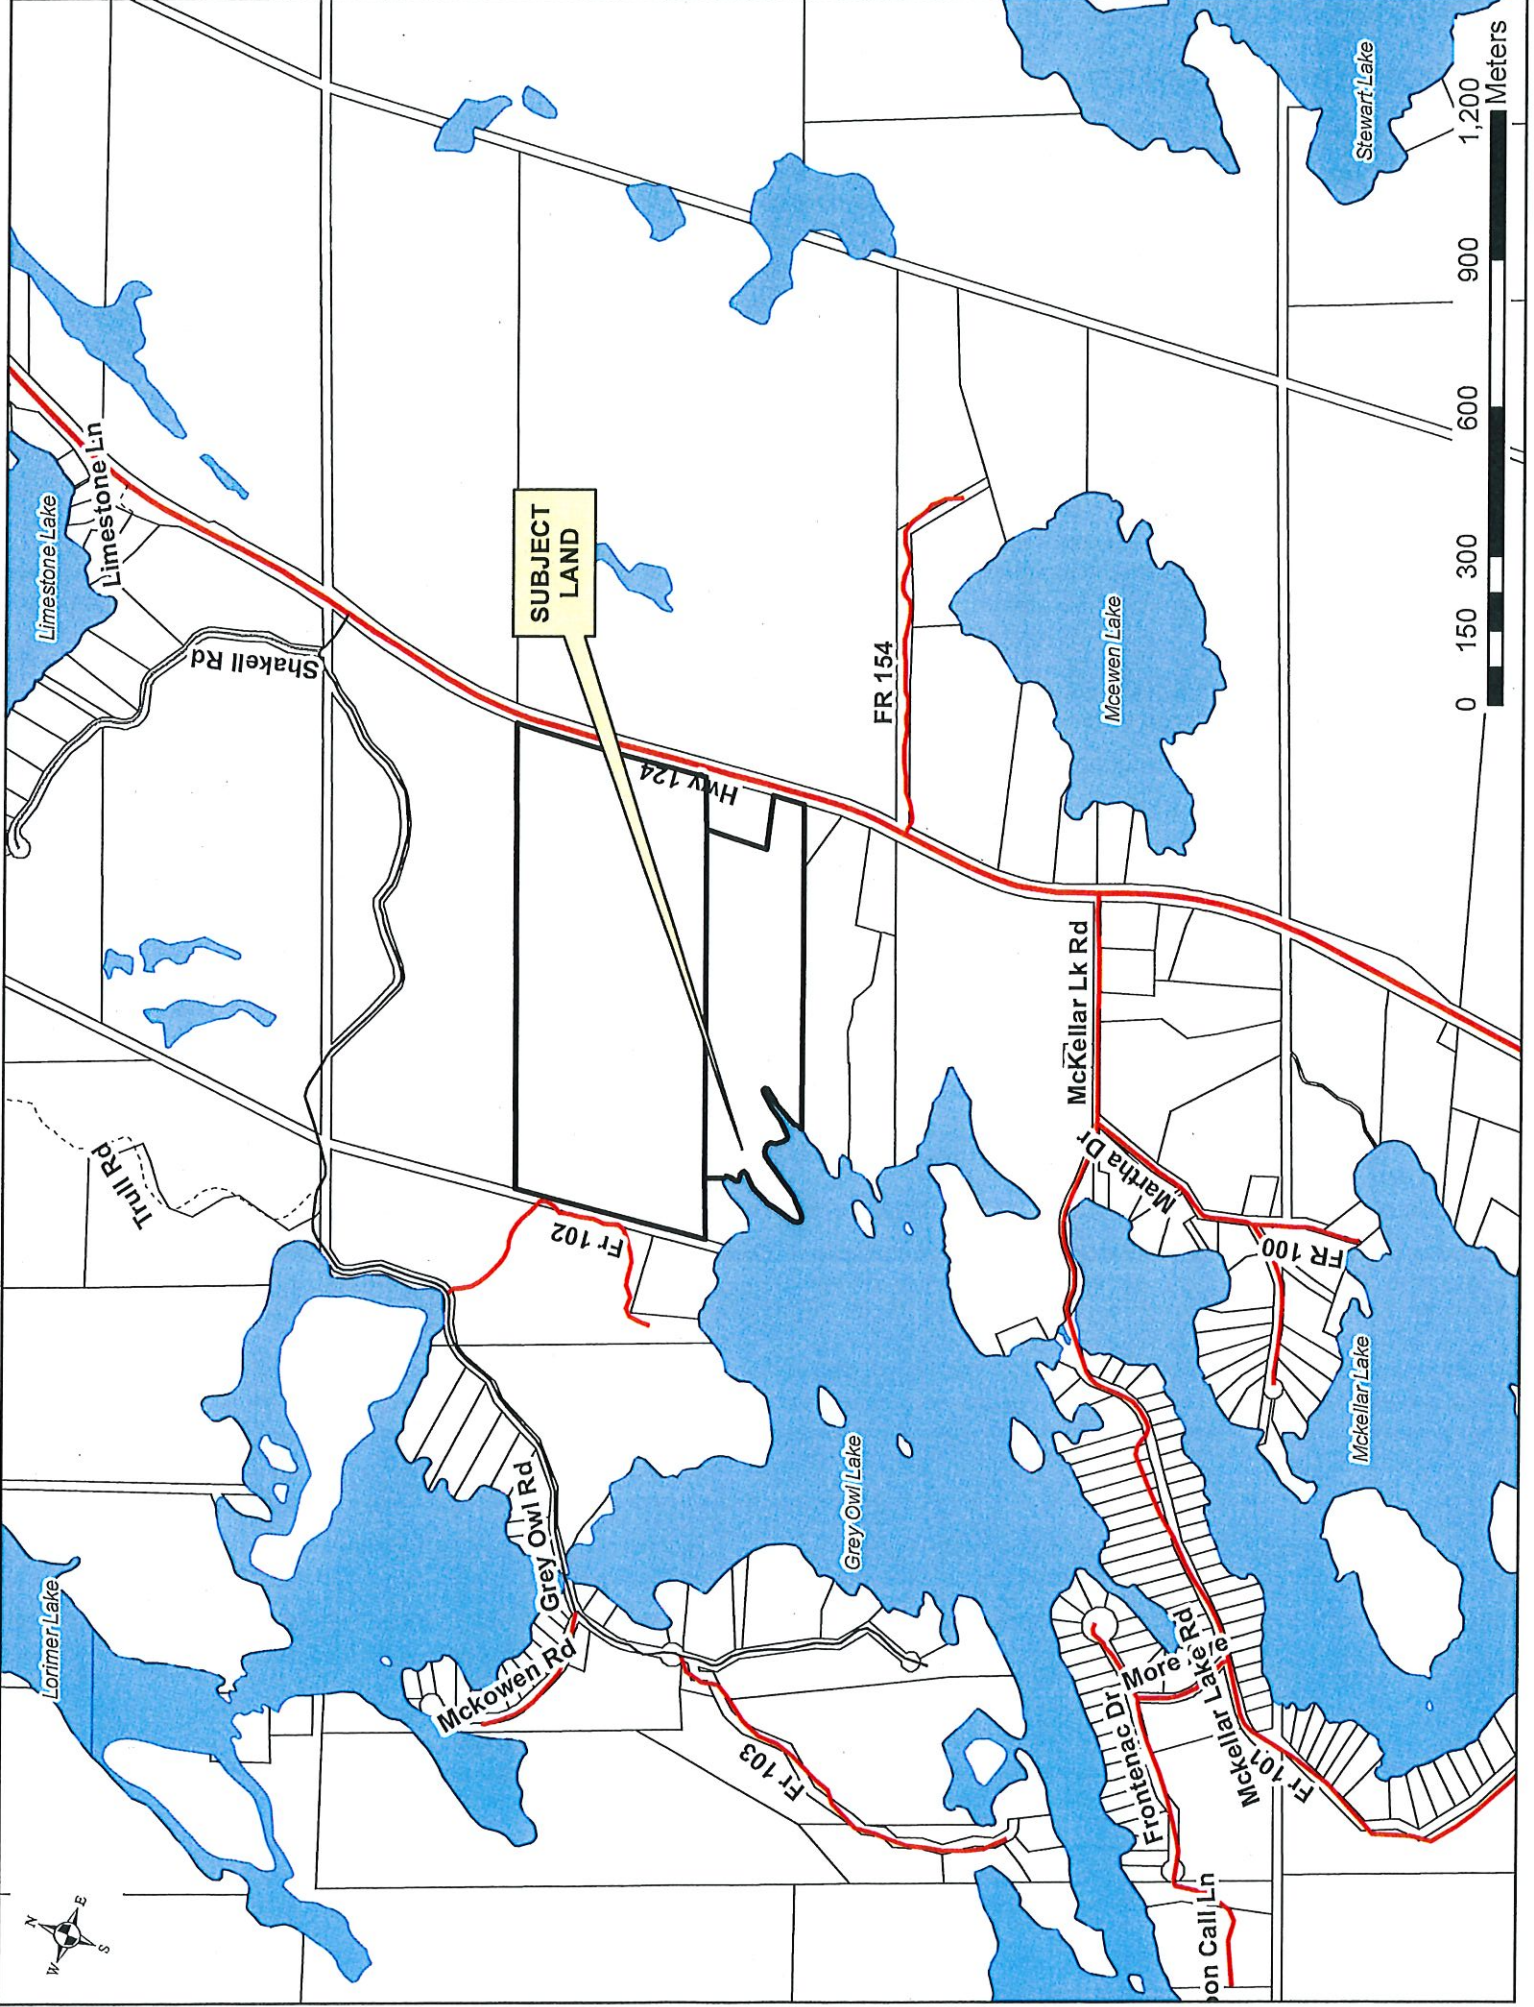 Lorimer Lake
Limestone Lake
Limestone Ln
Shakell Rd
Trull Rd
SUBJECT
LAND
Hwy 124
Fr 102
Grey Owl Rd
Mckowen Rd
Fr 103
Grey Owl Lake
FR 154
Mcewen Lake
McKellar Lk Rd
Martha Dr
FR 100
Mckellar Lake
Frontenac Dr
Mckellar Lake Rd
Fr 101
oon Call Ln
Stewart Lake
N
E
S
W
0 150 300 600 900 1,200
Meters